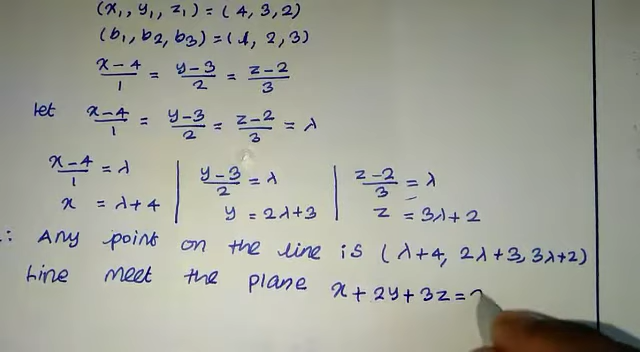 (x₁, y₁, z₁) = (4, 3, 2)
(b₁, b₂, b₃) = (1, 2, 3)
x-4/1 = y-3/2 = z-2/3
let x-4/1 = y-3/2 = z-2/3 = λ
x-4/1 = λ | y-3/2 = λ | z-2/3 = λ
x = λ+4 | y = 2λ+3 | z = 3λ+2
Any point on the line is (λ+4, 2λ+3, 3λ+2)
Line meet the plane x + 2y + 3z =